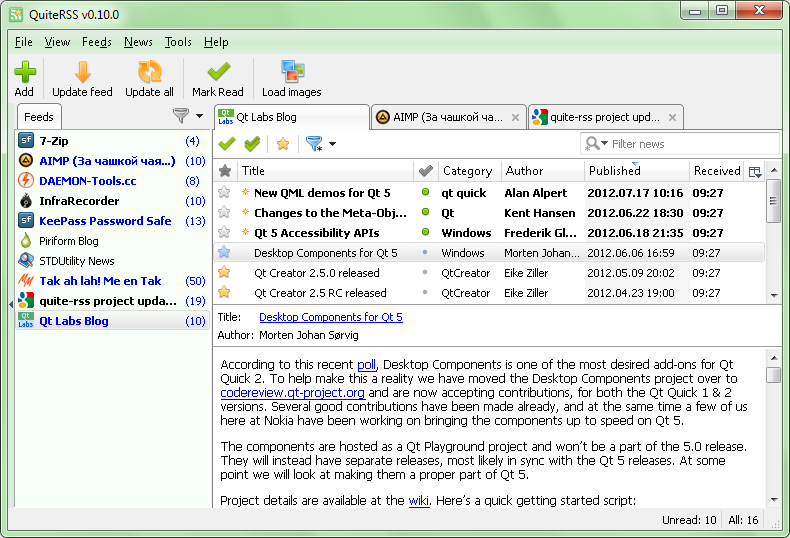 QuiteRSS v0.10.0
File View Feeds News Tools Help
Add Update feed Update all Mark Read Load images
Feeds
7-Zip (4)
AIMP (За чашкой чая...) (10)
DAEMON-Tools.cc (8)
InfraRecorder
KeePass Password Safe (13)
Piriform Blog
STDUtility News
Tak ah lah! Me en Tak (50)
quite-rss project upda... (19)
Qt Labs Blog (10)
Qt Labs Qt Labs Blog AIMP (За чашкой ча... quite-rss project upd...
Filter news
Title Category Author Published Received
New QML demos for Qt 5 qt quick Alan Alpert 2012.07.17 10:16 09:27
Changes to the Meta-Obj... Qt Kent Hansen 2012.06.22 18:30 09:27
Qt 5 Accessibility APIs Windows Frederik Gl... 2012.06.18 21:35 09:27
Desktop Components for Qt 5 Windows Morten Johan... 2012.06.06 16:59 09:27
Qt Creator 2.5.0 released QtCreator Eike Ziller 2012.05.09 20:02 09:27
Qt Creator 2.5 RC released QtCreator Eike Ziller 2012.04.23 19:00 09:27
Title: Desktop Components for Qt 5
Author: Morten Johan Sørvig
According to this recent poll, Desktop Components is one of the most desired add-ons for Qt
Quick 2. To help make this a reality we have moved the Desktop Components project over to
codereview.qt-project.org and are now accepting contributions, for both the Qt Quick 1 & 2
versions. Several good contributions have been made already, and at the same time a few of us
here at Nokia have been working on bringing the components up to speed on Qt 5.
The components are hosted as a Qt Playground project and won't be a part of the 5.0 release.
They will instead have separate releases, most likely in sync with the Qt 5 releases. At some
point we will look at making them a proper part of Qt 5.
Project details are available at the wiki. Here's a quick getting started script:
Unread: 10 All: 16